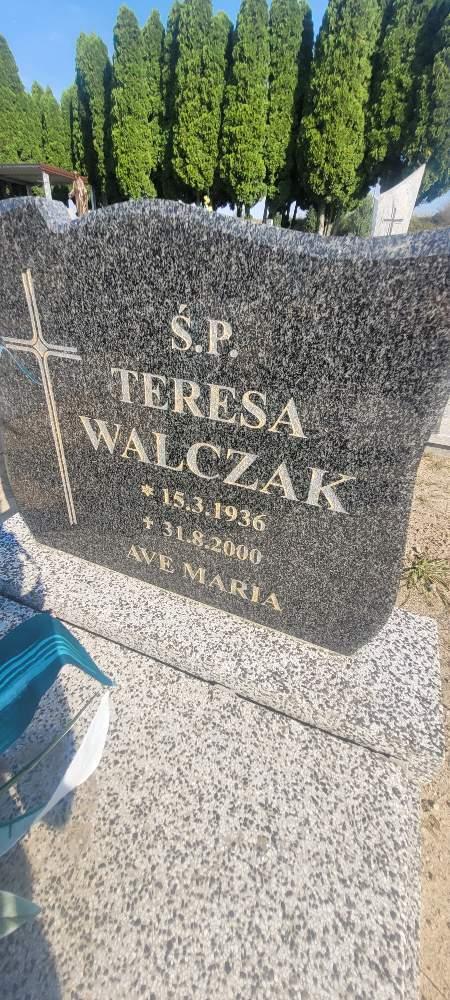 Ś.P.
TERESA
WALCZAK
* 15.3.1936
✝ 31.8.2000
AVE MARIA